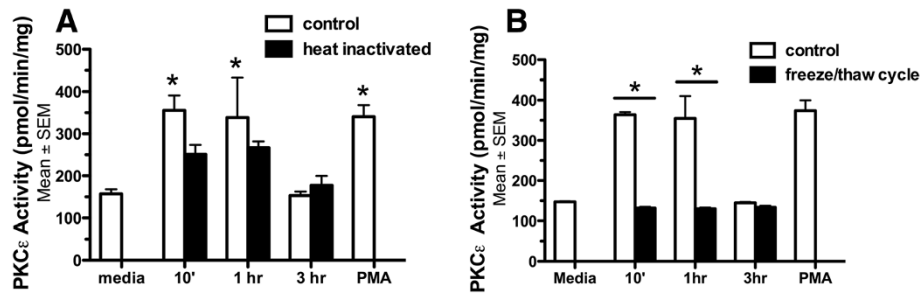 A
control
heat inactivated
PKCε Activity (pmol/min/mg)
Mean ± SEM
500
400
300
200
100
0
*
*
*
media
10'
1 hr
3 hr
PMA
B
control
freeze/thaw cycle
PKCε Activity (pmol/min/mg)
Mean ± SEM
500
400
300
200
100
0
*
*
Media
10'
1hr
3hr
PMA